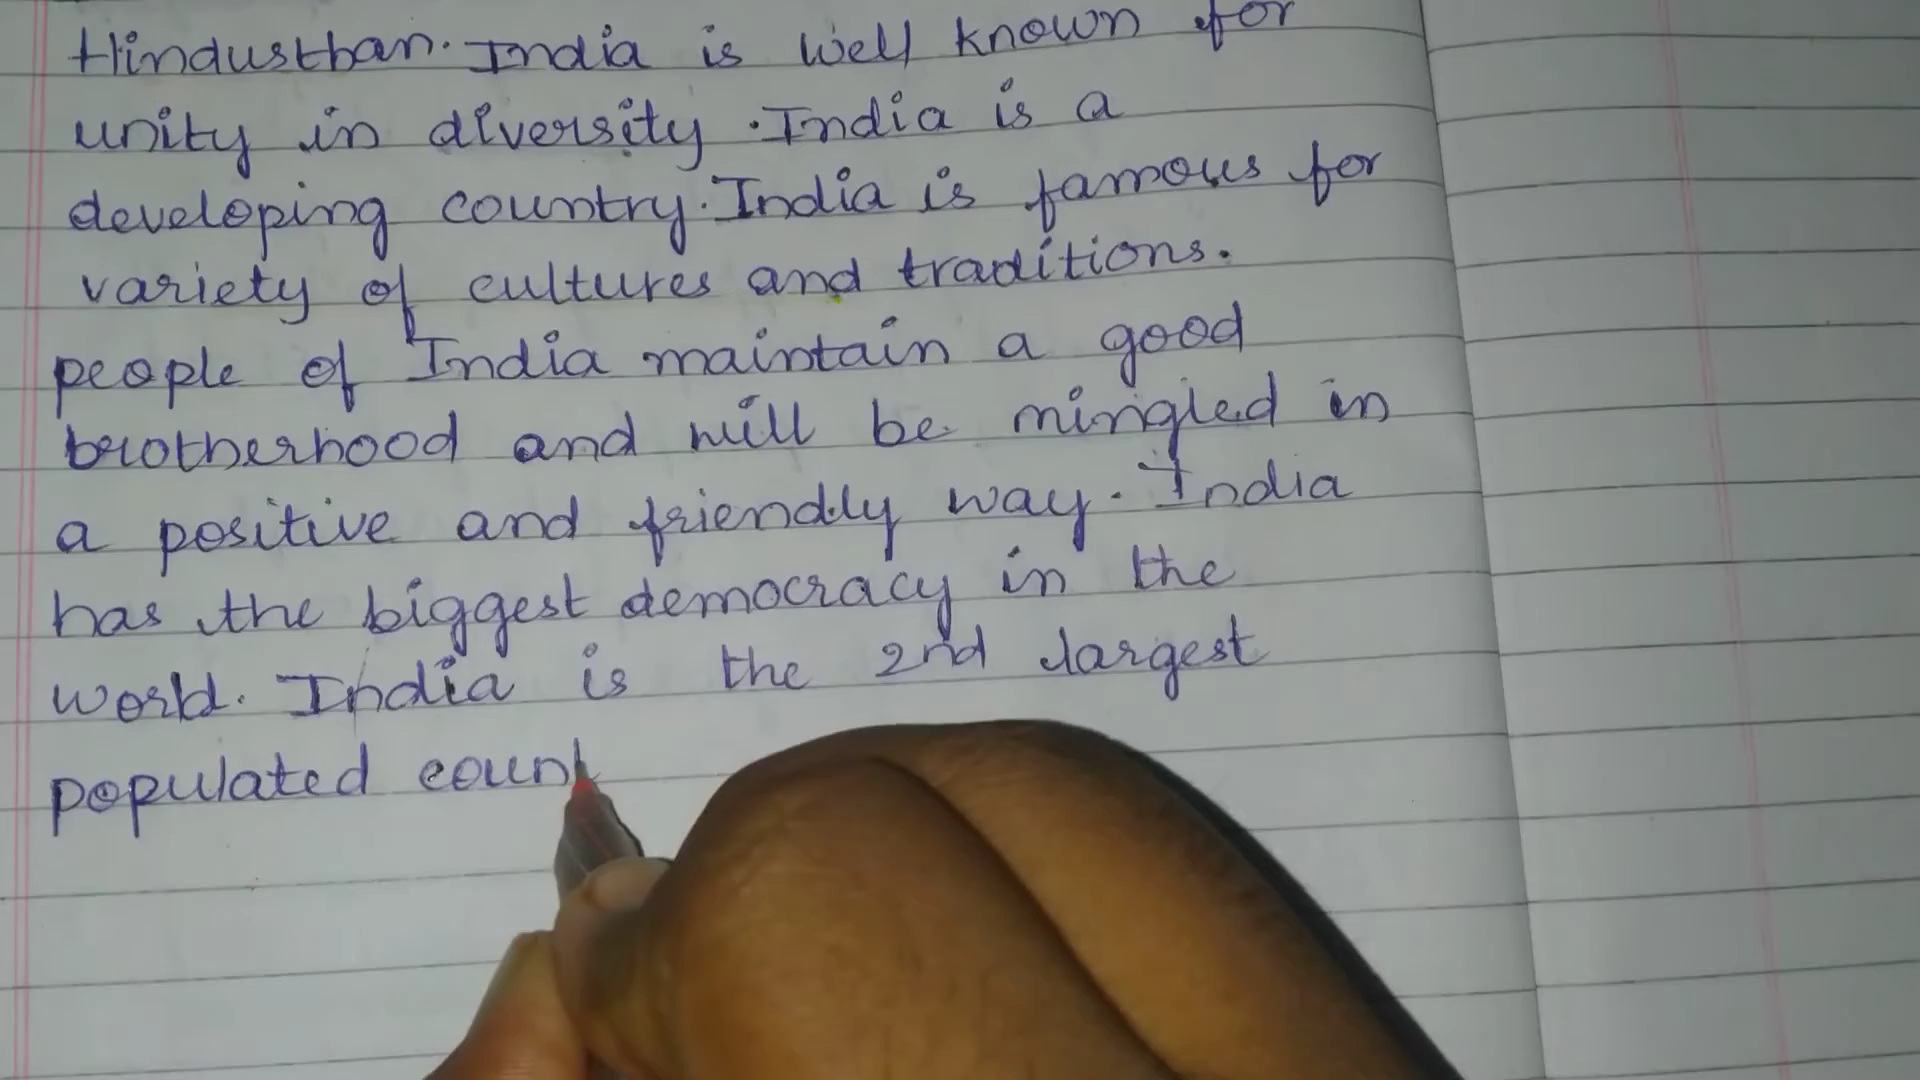 Hindusthan. India is well known for
unity in diversity. India is a
developing country. India is famous for
variety of cultures and traditions.
people of India maintain a good
brotherhood and will be mingled in
a positive and friendly way. India
has the biggest democracy in the
world. India is the 2nd largest
populated count